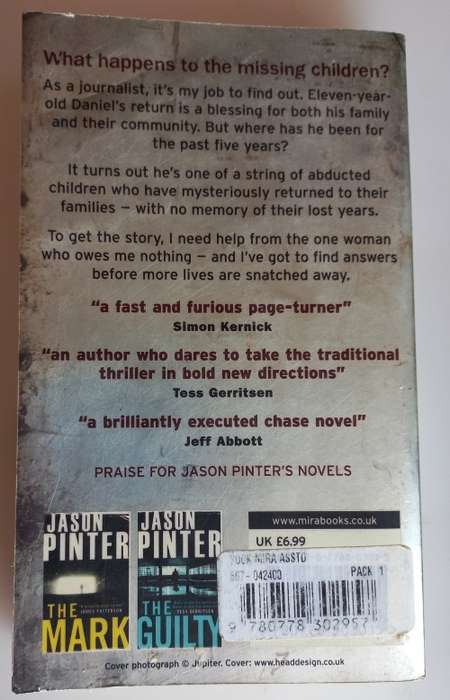 What happens to the missing children?
As a journalist, it's my job to find out. Eleven-year-
old Daniel's return is a blessing for both his family
and their community. But where has he been for
the past five years?
It turns out he's one of a string of abducted
children who have mysteriously returned to their
families – with no memory of their lost years.
To get the story, I need help from the one woman
who owes me nothing – and I've got to find answers
before more lives are snatched away.
"a fast and furious page-turner"
Simon Kernick
"an author who dares to take the traditional
thriller in bold new directions"
Tess Gerritsen
"a brilliantly executed chase novel"
Jeff Abbott
PRAISE FOR JASON PINTER'S NOVELS
JASON
PINTER
THE
MARK
JASON
PINTER
THE
GUILTY
www.mirabooks.co.uk
UK £6.99
MIRA ASSTD
607- 042400 PACK 1
9 780778 302957
Cover photograph © Jupiter. Cover: www.headdesign.co.uk